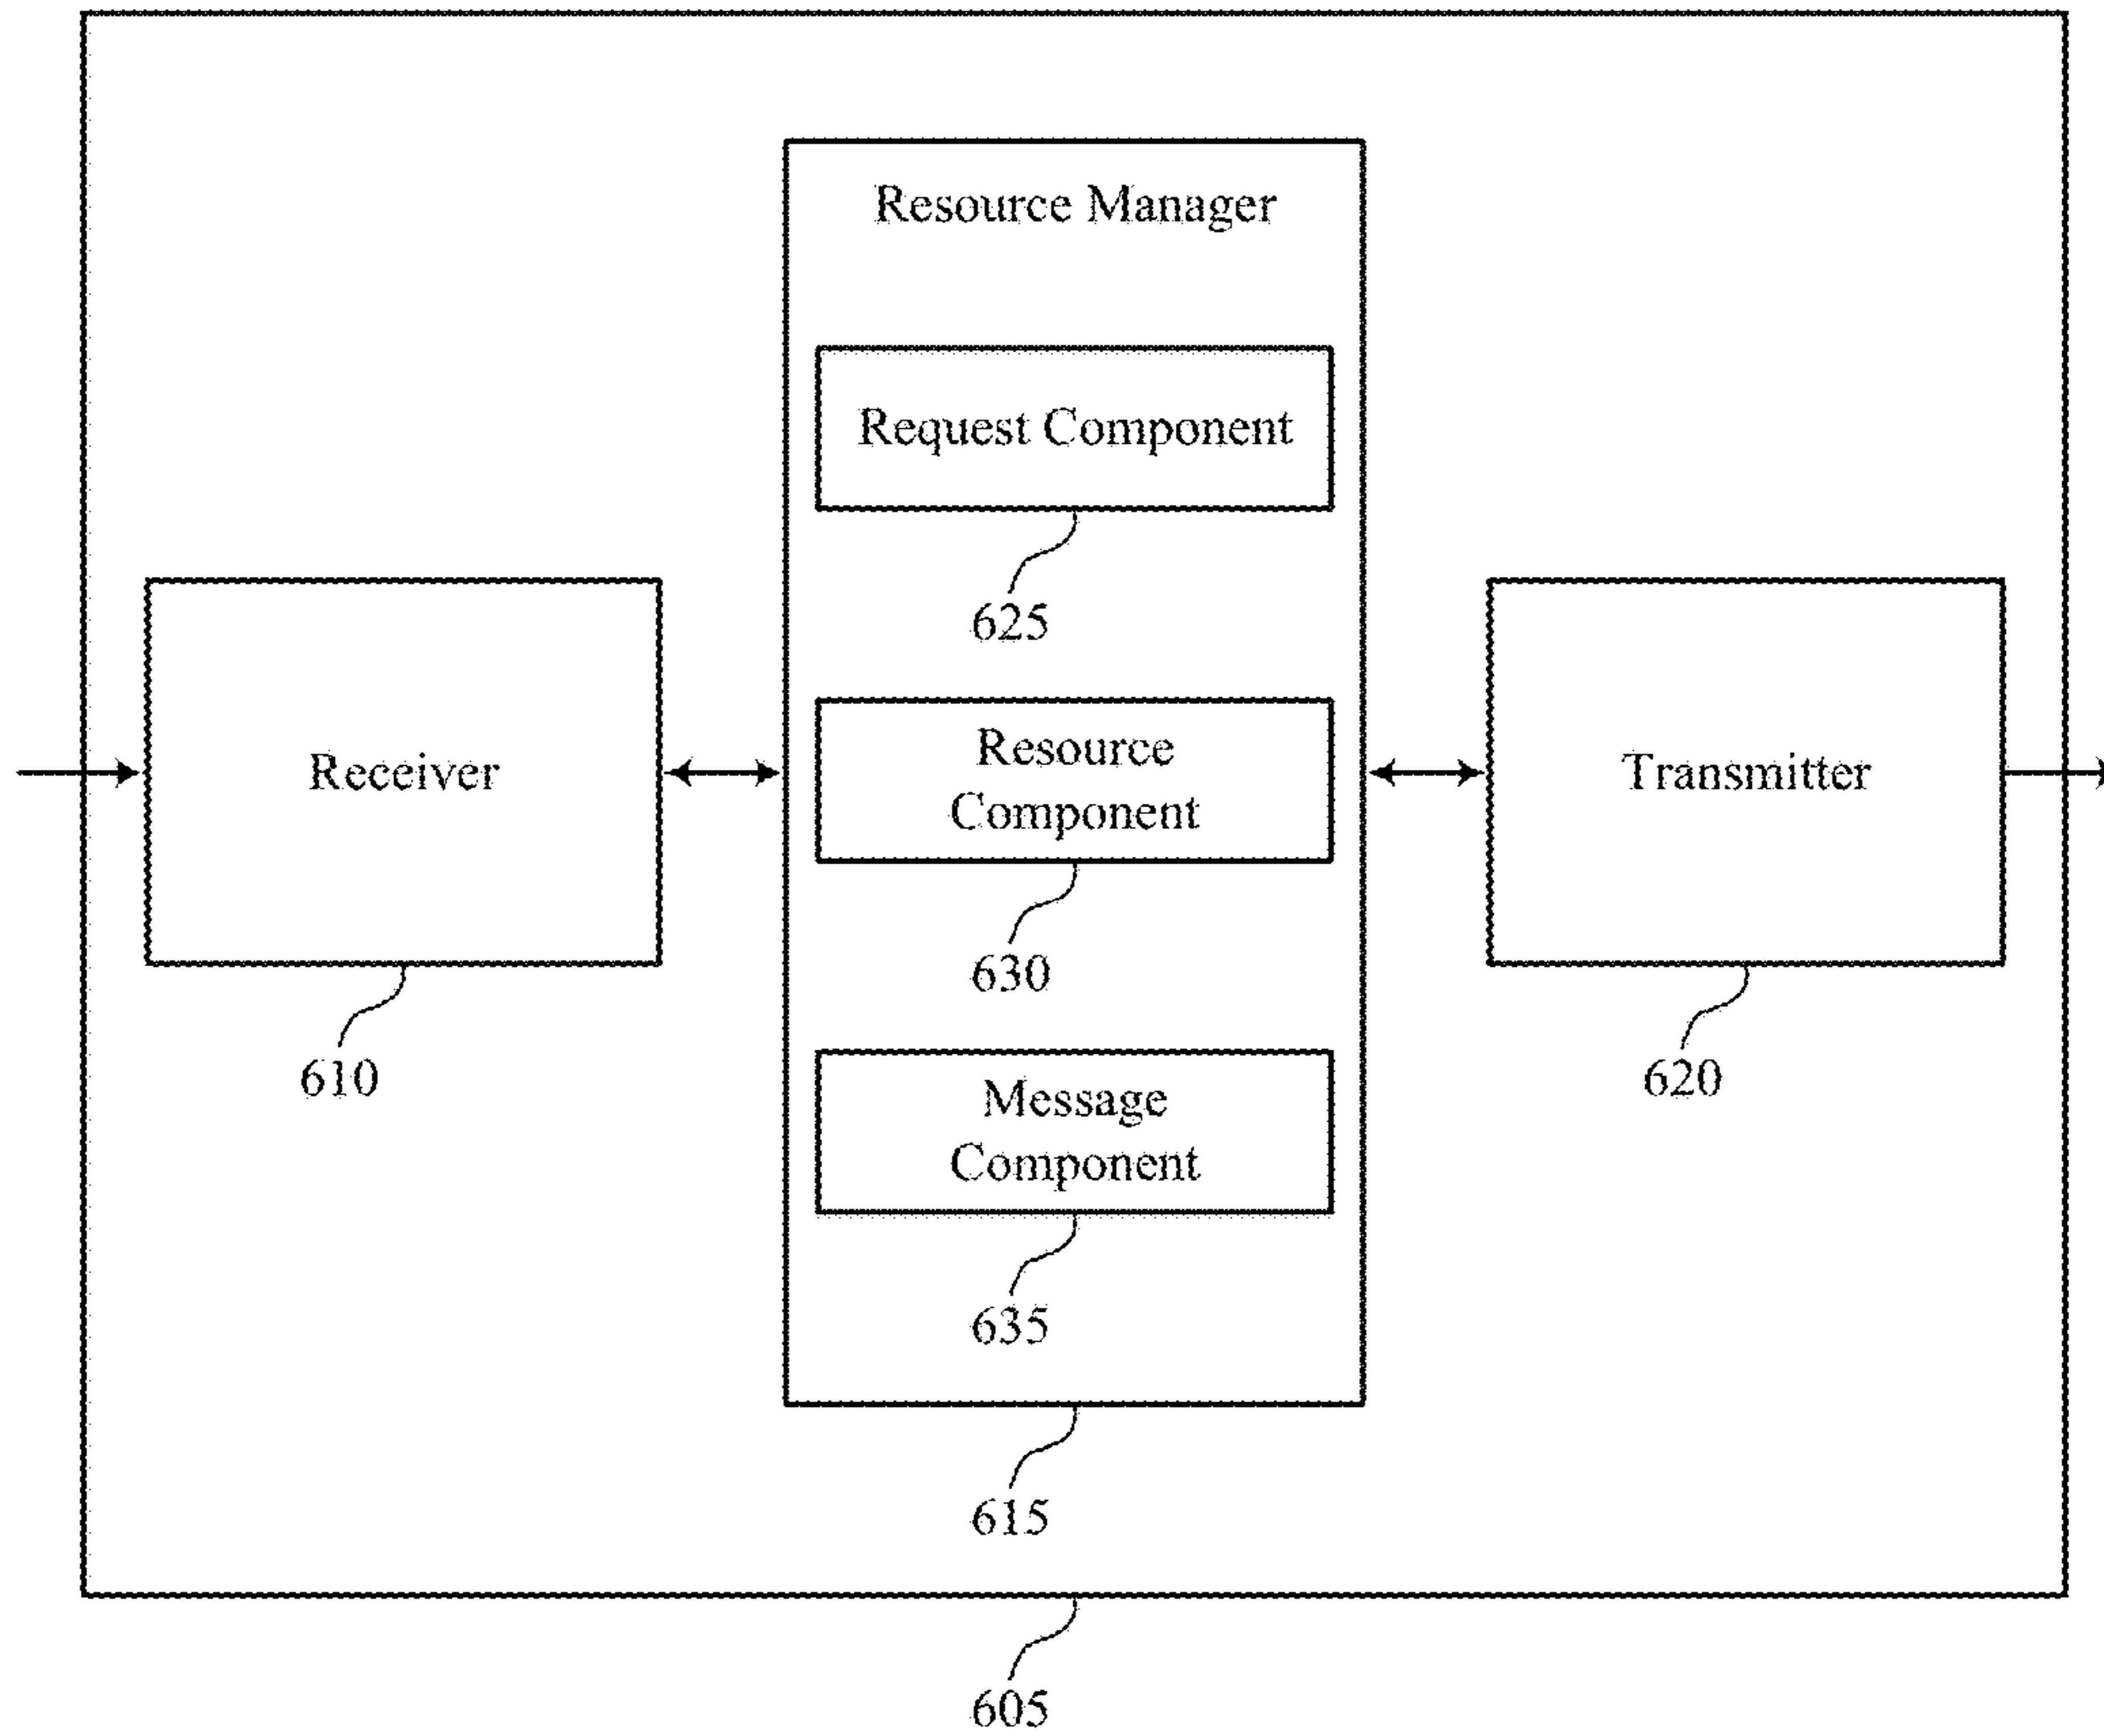 Resource Manager
Request Component
625
Receiver
610
Resource
Component
630
Transmitter
620
Message
Component
635
615
605